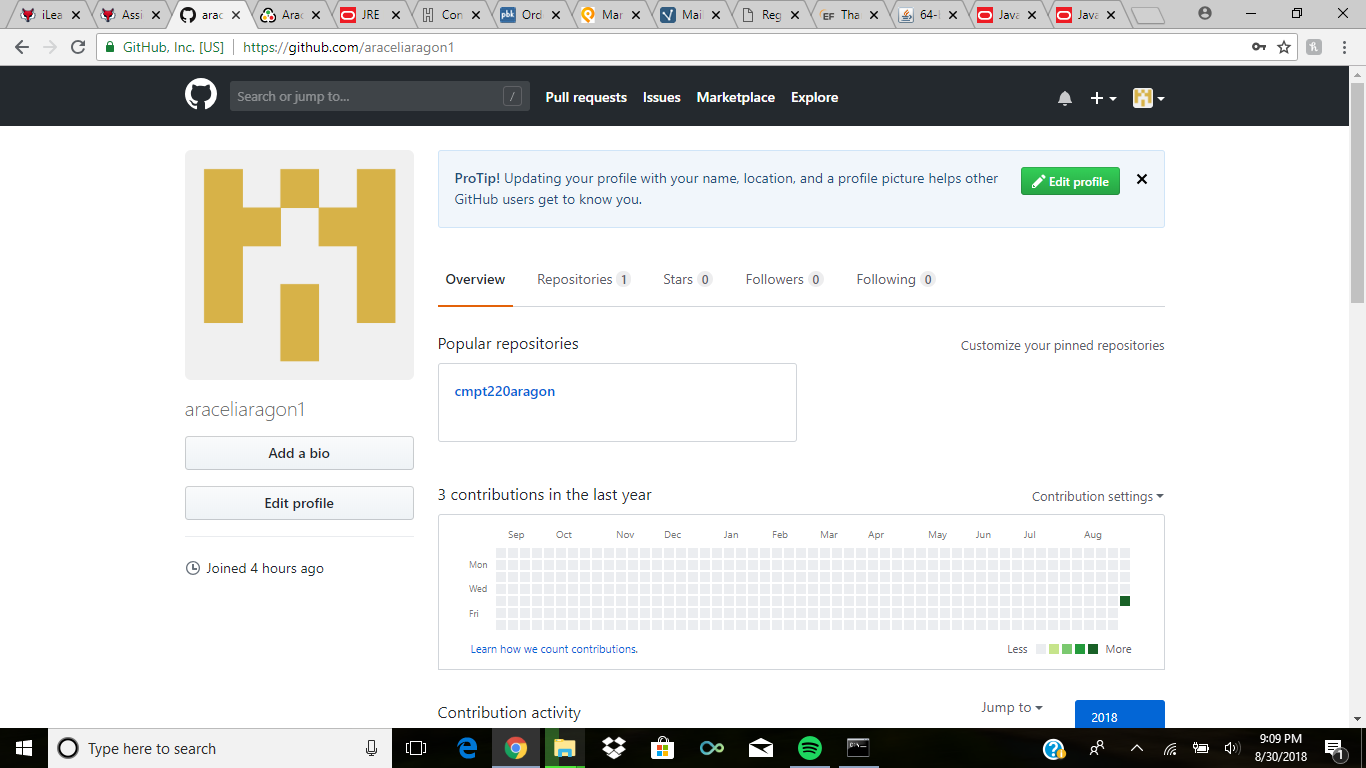 iLea
Assi
arac
Arac
JRE
Con
Ord
Mar
Mail
Reg
Tha
64-l
Java
Java
GitHub, Inc. [US] https://github.com/araceliaragon1
Search or jump to... /
Pull requests Issues Marketplace Explore
ProTip! Updating your profile with your name, location, and a profile picture helps other
GitHub users get to know you.
Edit profile
Overview Repositories 1 Stars 0 Followers 0 Following 0
Popular repositories
Customize your pinned repositories
cmpt220aragon
araceliaragon1
Add a bio
Edit profile
Joined 4 hours ago
3 contributions in the last year
Contribution settings
Sep Oct Nov Dec Jan Feb Mar Apr May Jun Jul Aug
Mon
Wed
Fri
Learn how we count contributions.
Less More
Contribution activity
Jump to
2018
Type here to search
9:09 PM
8/30/2018
1